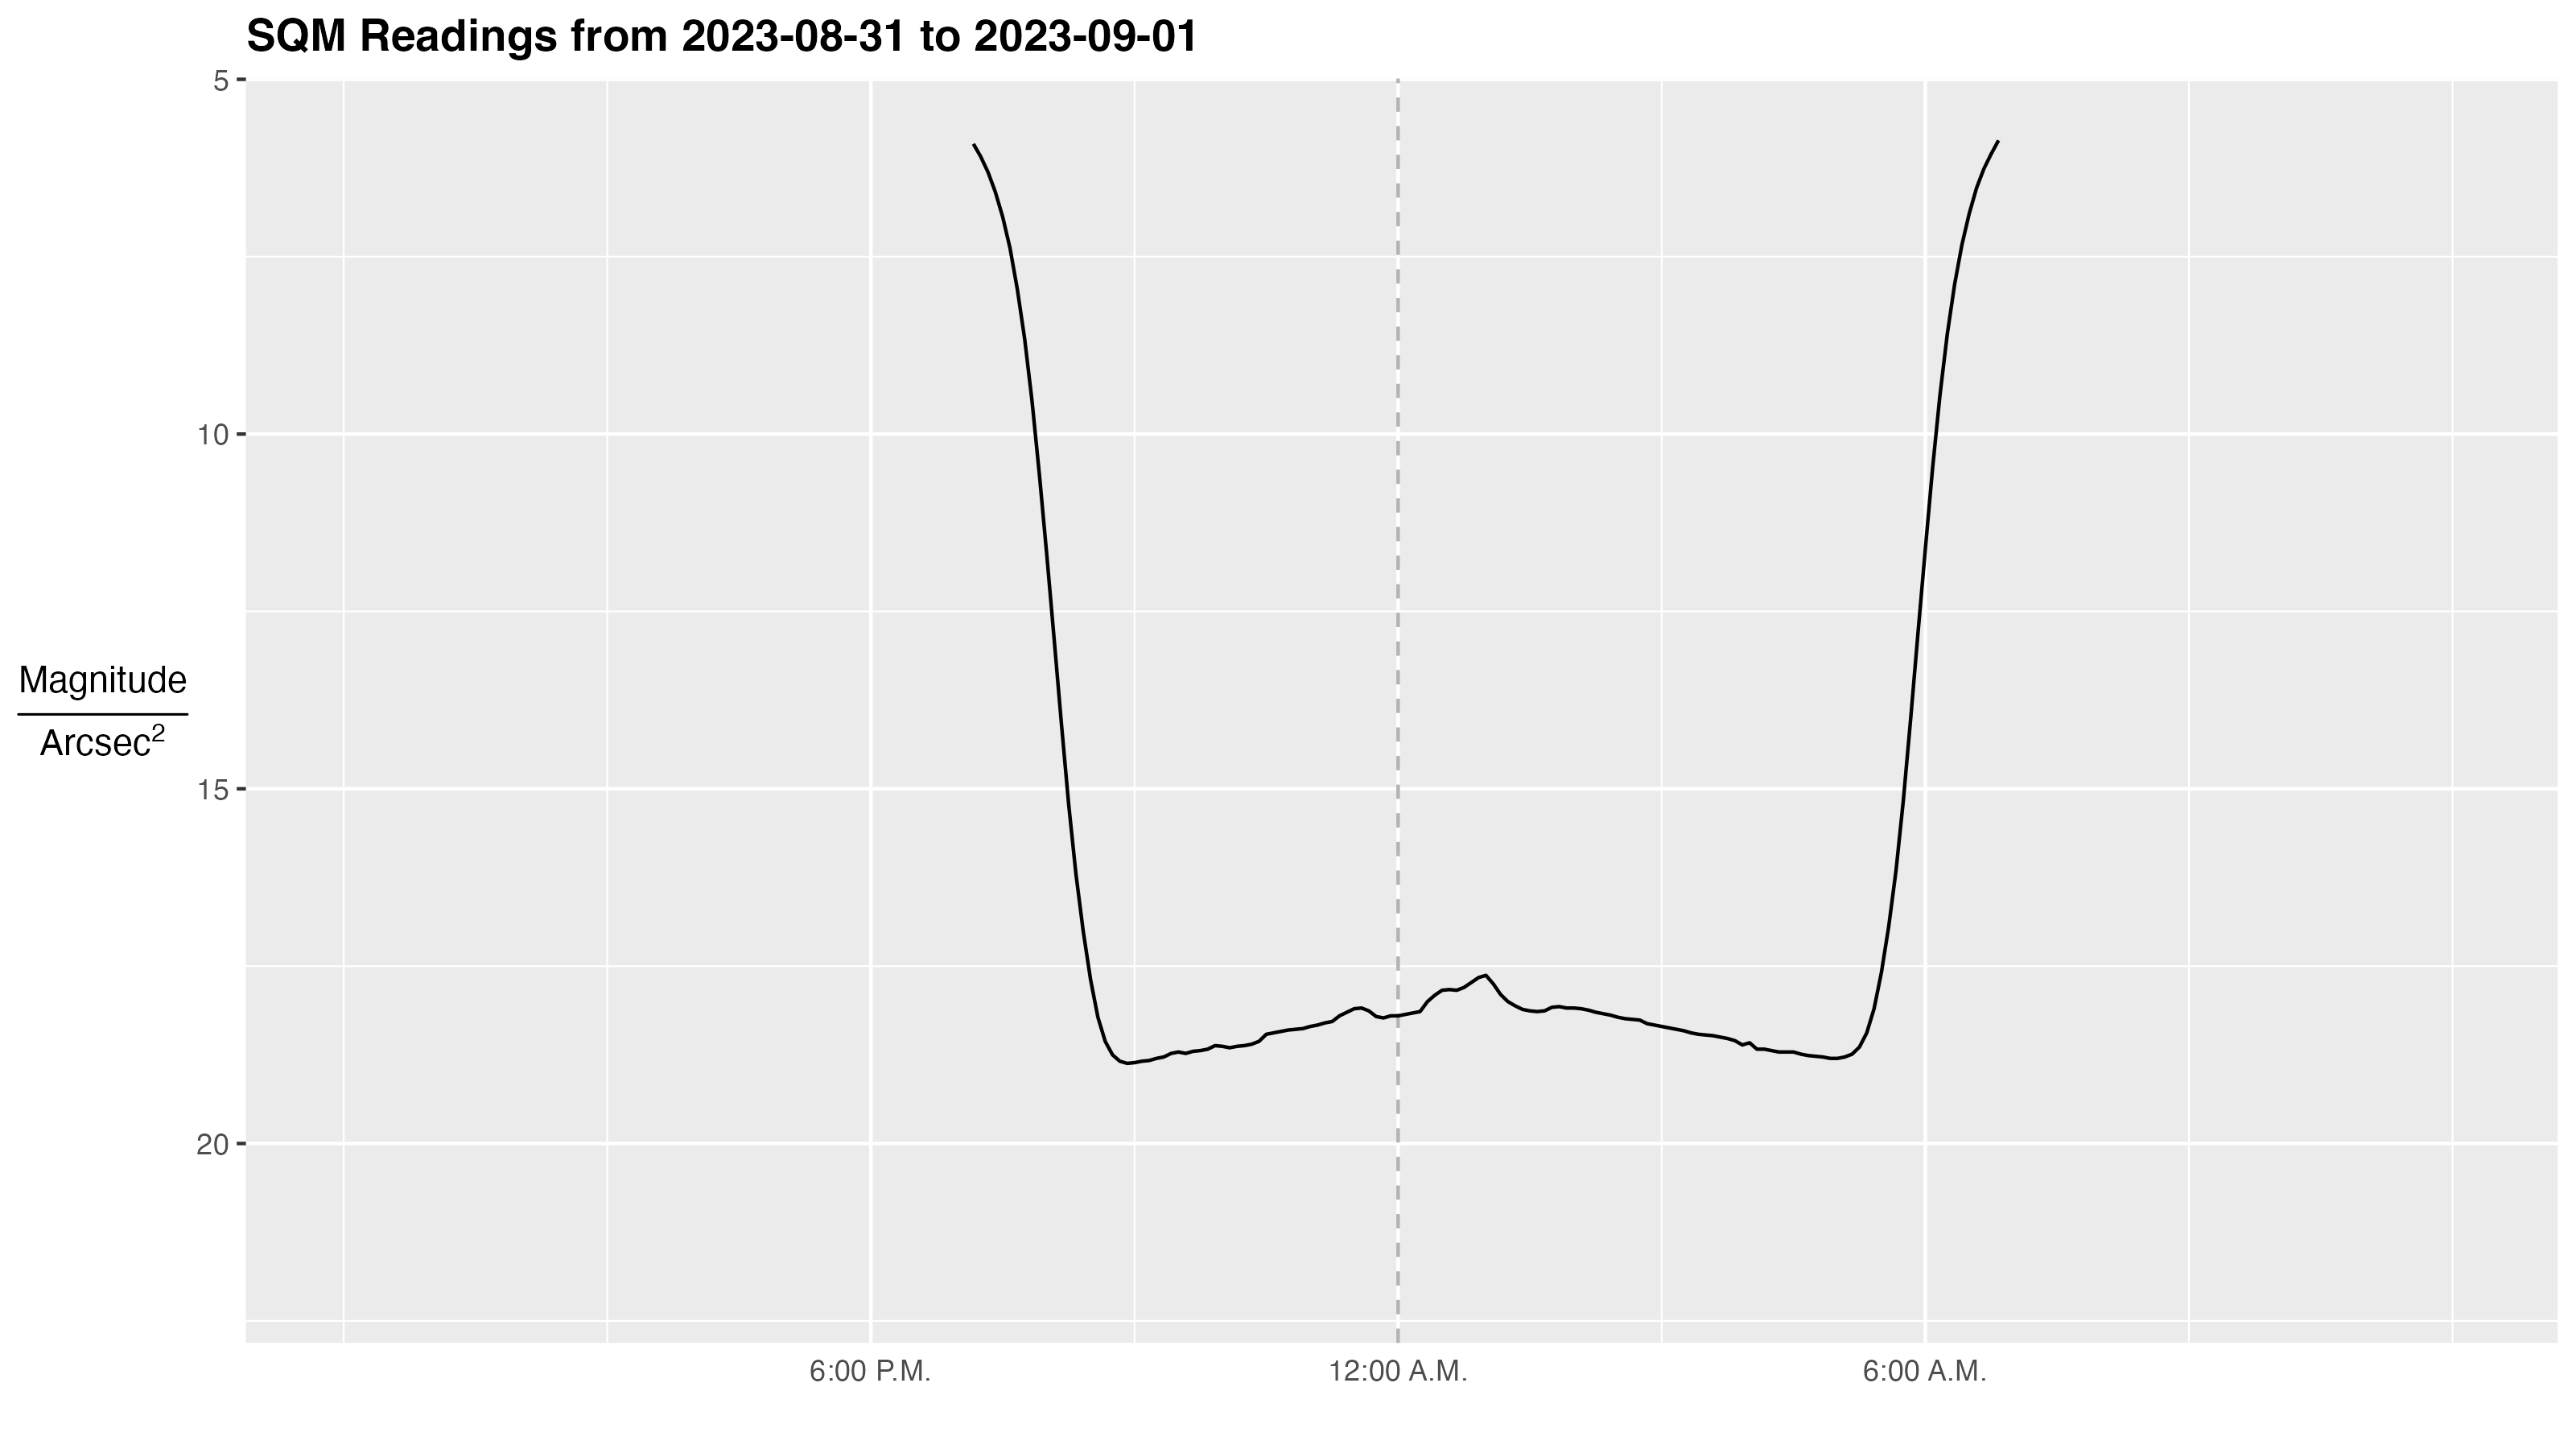 SQM Readings from 2023-08-31 to 2023-09-01
5
10
Magnitude
Arcsec²
15
20
6:00 P.M.
12:00 A.M.
6:00 A.M.